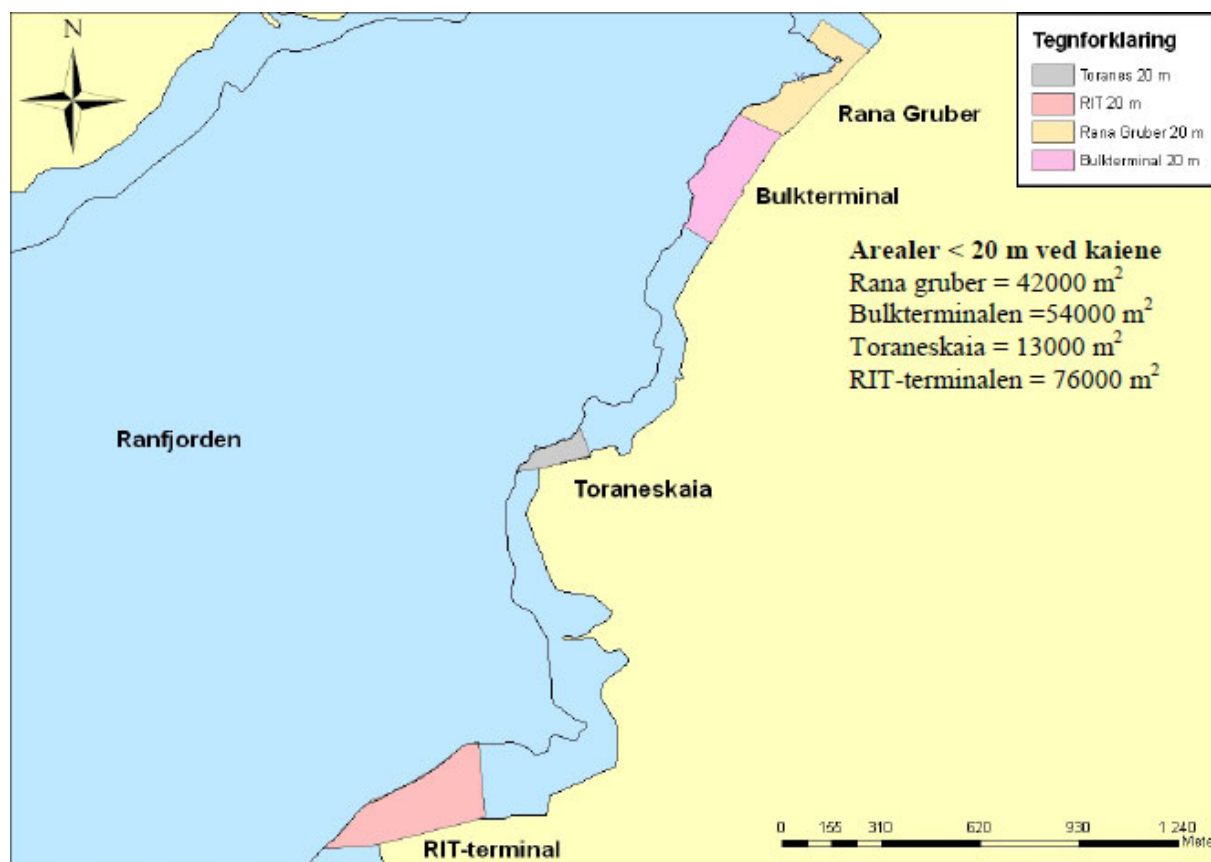 N
Tegnforklaring
Toranes 20 m
RIT 20 m
Rana Gruber 20 m
Bulkterminal 20 m
Rana Gruber
Bulkterminal
Arealer < 20 m ved kaiene
Rana gruber = 42000 m²
Bulkterminalen =54000 m²
Toraneskaia = 13000 m²
RIT-terminalen = 76000 m²
Ranfjorden
Toraneskaia
RIT-terminal
0 155 310 620 930 1 240
Mete